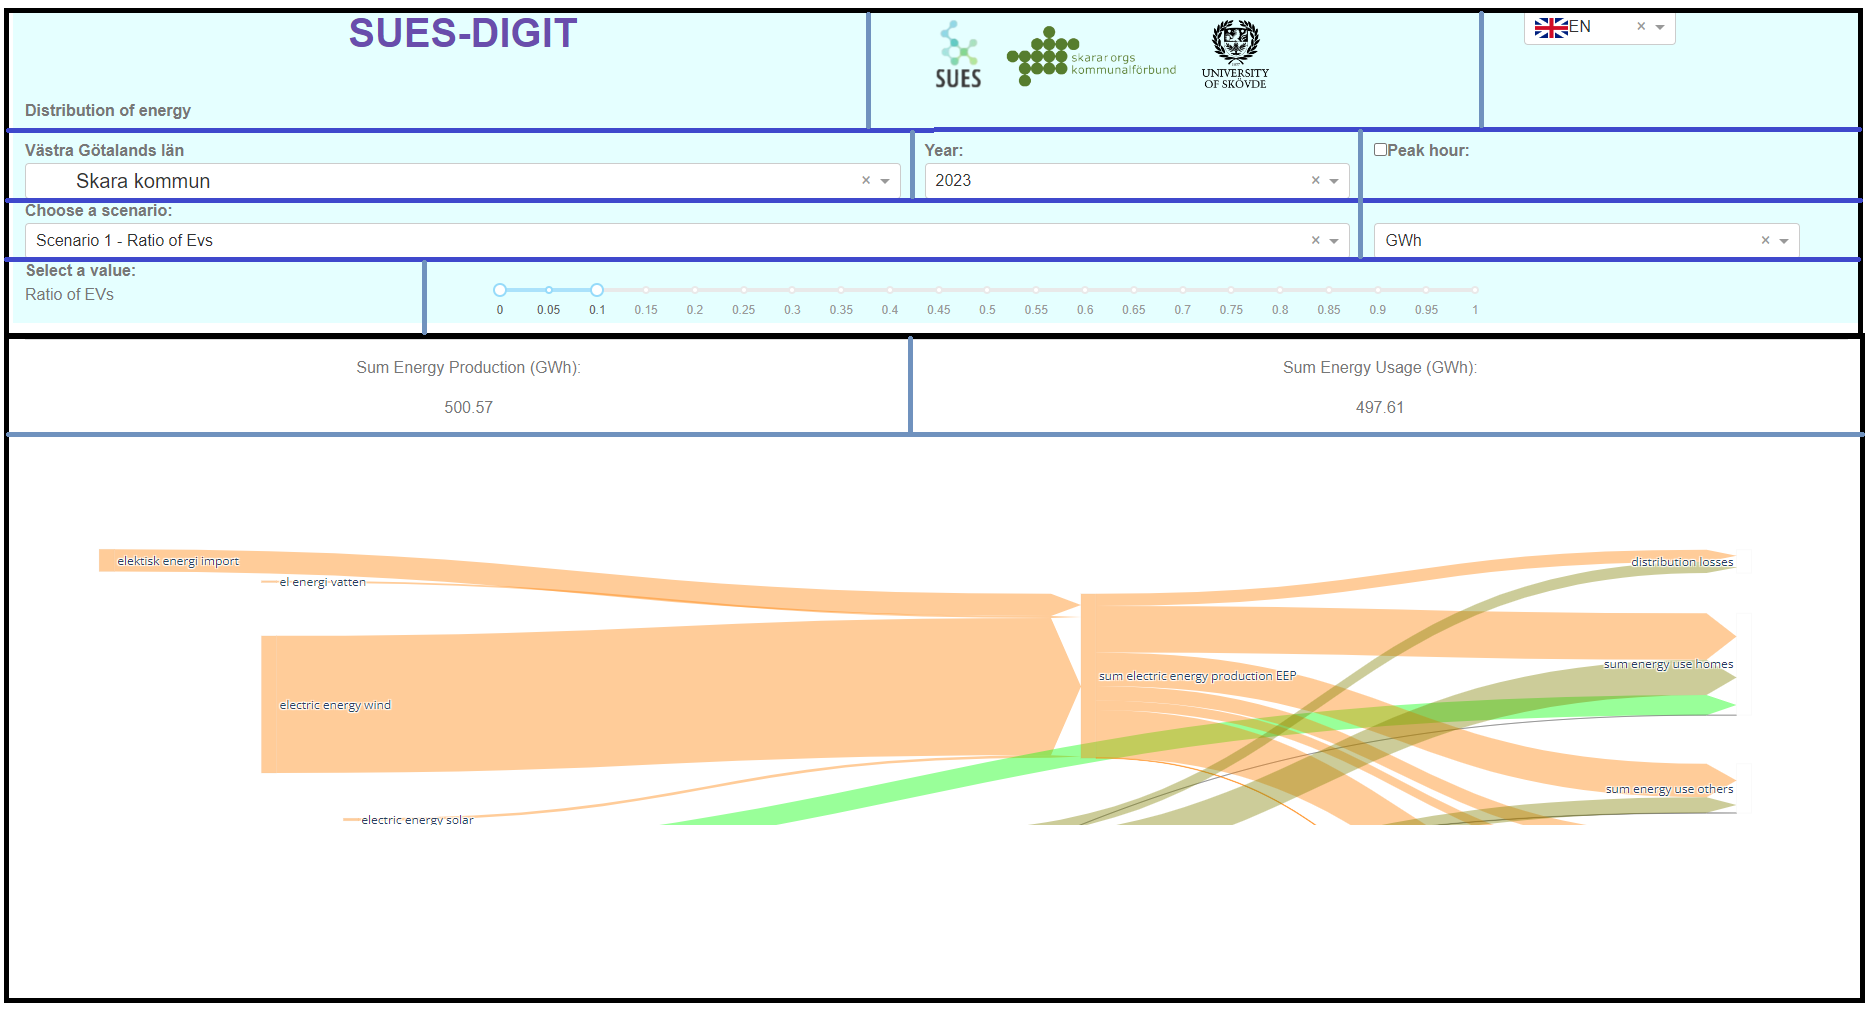 SUES-DIGIT
SUES
skarar orgs
kommunalförbund
UNIVERSITY
OF SKÖVDE
EN
Distribution of energy
Västra Götalands län
Year:
Peak hour:
Skara kommun
2023
Choose a scenario:
Scenario 1 - Ratio of Evs
GWh
Select a value:
Ratio of EVs
0 0.05 0.1 0.15 0.2 0.25 0.3 0.35 0.4 0.45 0.5 0.55 0.6 0.65 0.7 0.75 0.8 0.85 0.9 0.95 1
Sum Energy Production (GWh):
500.57
Sum Energy Usage (GWh):
497.61
elektisk energi import
el energi vatten
electric energy wind
electric energy solar
sum electric energy production EEP
distribution losses
sum energy use homes
sum energy use others